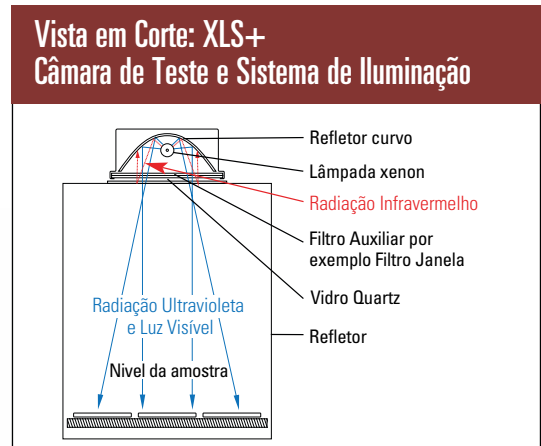 Vista em Corte: XLS+
Câmara de Teste e Sistema de Iluminação
Refletor curvo
Lâmpada xenon
Radiação Infravermelho
Filtro Auxiliar por
exemplo Filtro Janela
Vidro Quartz
Radiação Ultravioleta
e Luz Visível
Refletor
Nivel da amostra